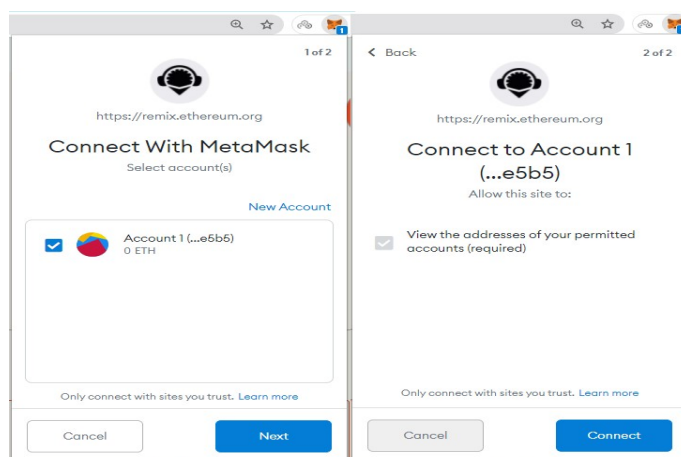 1 of 2
https://remix.ethereum.org
Connect With MetaMask
Select account(s)
New Account
Account 1 (...e5b5)
0 ETH
Only connect with sites you trust. Learn more
Cancel
Next
1
Back
2 of 2
https://remix.ethereum.org
Connect to Account 1
(...e5b5)
Allow this site to:
View the addresses of your permitted
accounts (required)
Only connect with sites you trust. Learn more
Cancel
Connect